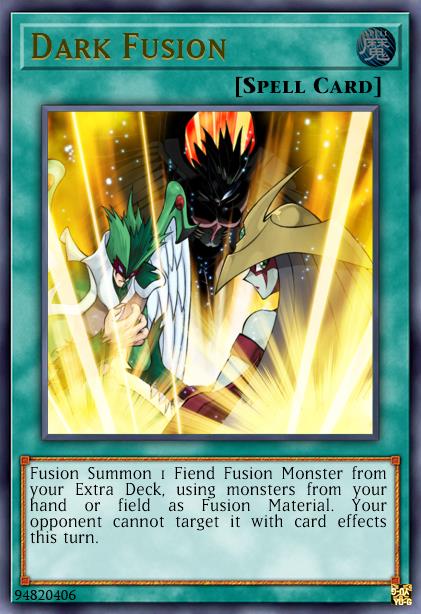 Dark Fusion
魔
[Spell Card]
Fusion Summon 1 Fiend Fusion Monster from
your Extra Deck, using monsters from your
hand or field as Fusion Material. Your
opponent cannot target it with card effects
this turn.
94820406